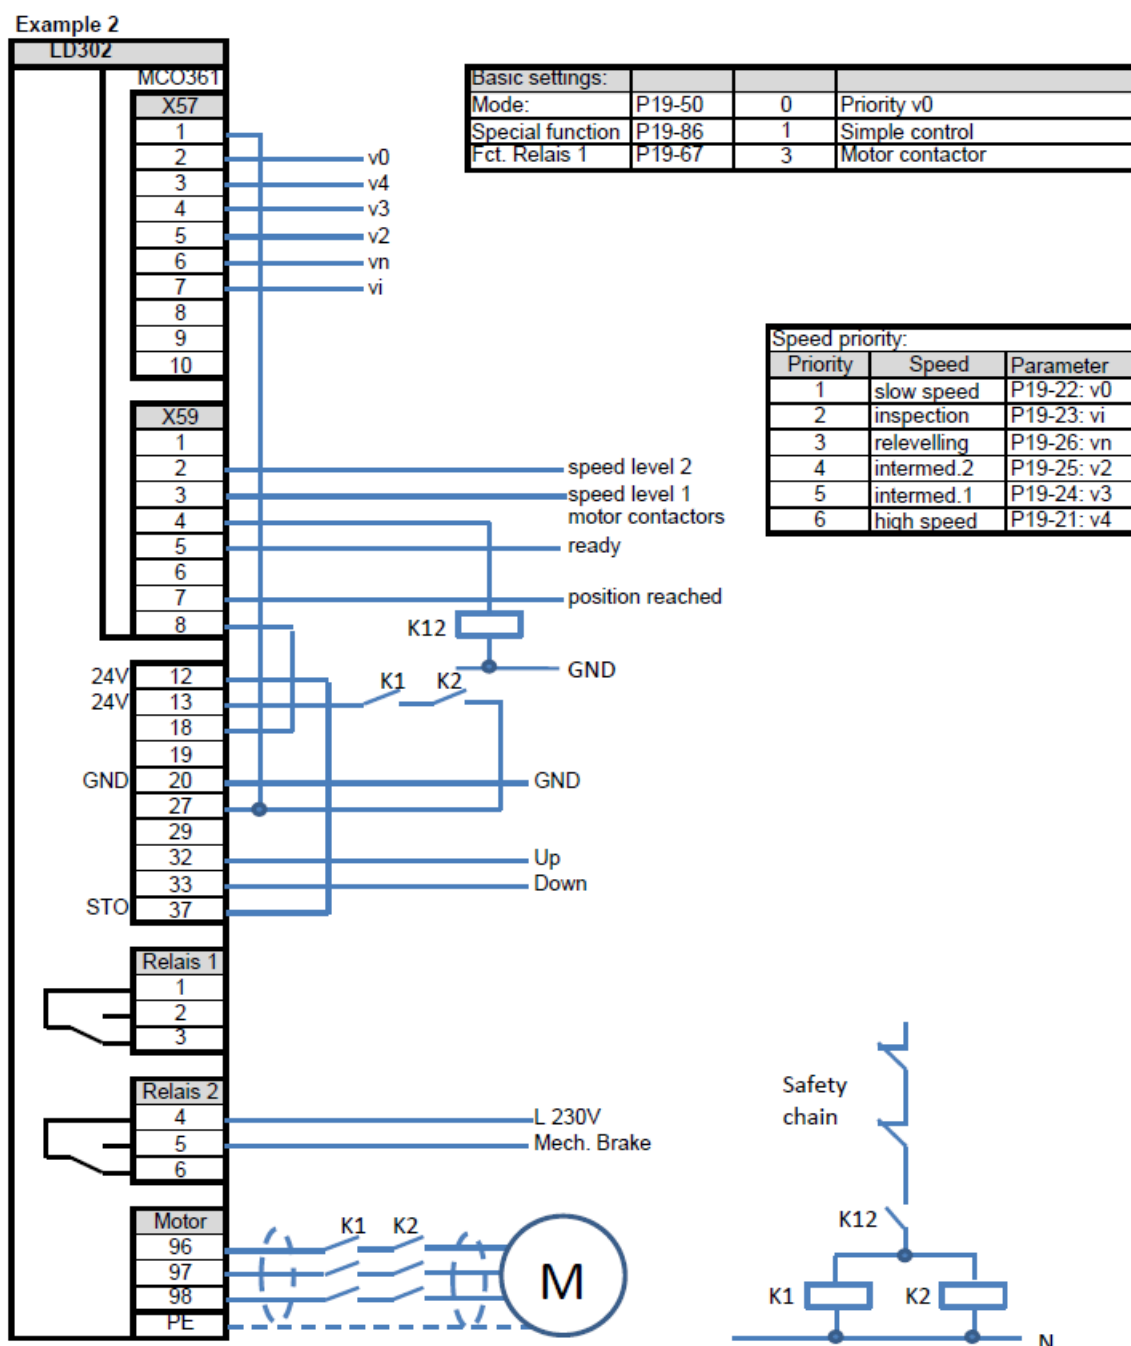 Example 2
LD302
MCO361
X57
1
2 v0
3 v4
4 v3
5 v2
6 vn
7 vi
8
9
10
Basic settings:
Mode: P19-50 0 Priority v0
Special function P19-86 1 Simple control
Fct. Relais 1 P19-67 3 Motor contactor
Speed priority:
Priority Speed Parameter
1 slow speed P19-22: v0
2 inspection P19-23: vi
3 relevelling P19-26: vn
4 intermed.2 P19-25: v2
5 intermed.1 P19-24: v3
6 high speed P19-21: v4
X59
1
2 speed level 2
3 speed level 1
4 motor contactors
5 ready
6
7 position reached
8
K12
GND
24V 12
24V 13 K1 K2
18
19
GND 20 GND
27
29
32 Up
33 Down
STO 37
Relais 1
1
2
3
Relais 2
4 L 230V
5 Mech. Brake
6
Motor
96 K1 K2
97
98
PE
M
Safety
chain
K12
K1 K2
N